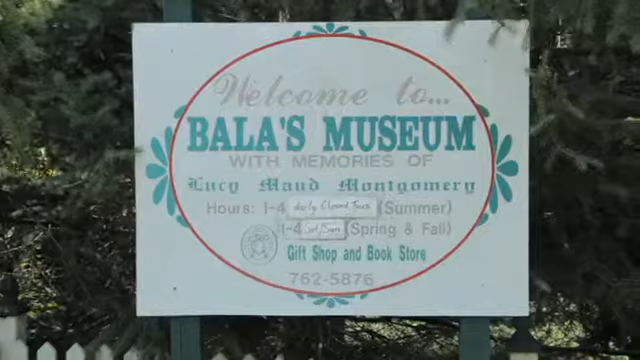 Welcome to...
BALA'S MUSEUM
WITH MEMORIES OF
Lucy Maud Montgomery
Hours: 1-4 daily Closed Tues (Summer)
1-4 Sat/Sun (Spring & Fall)
Gift Shop and Book Store
762-5876